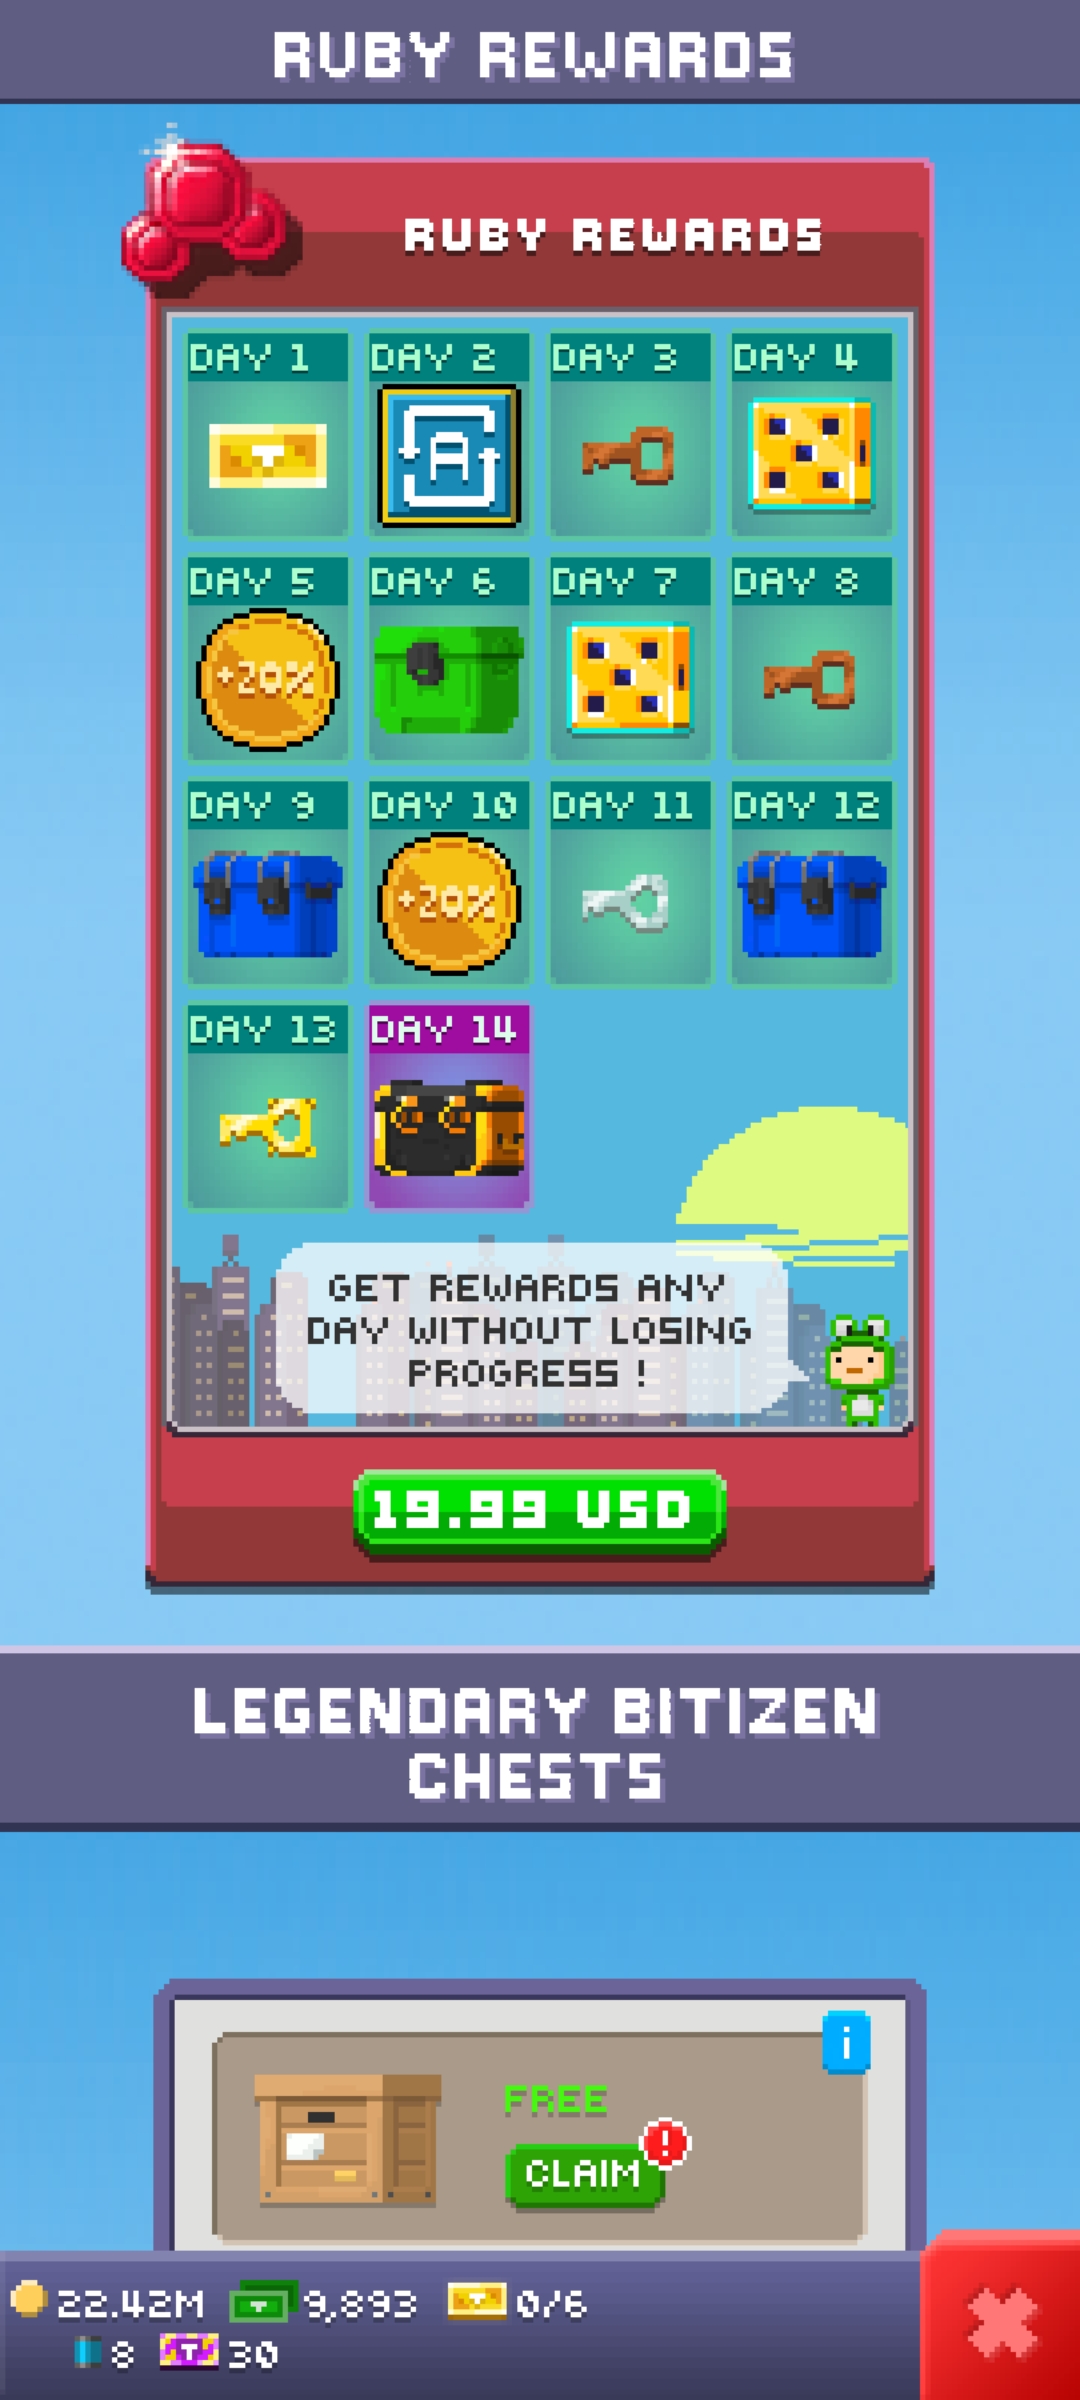 RUBY REWARDS
RUBY REWARDS
DAY 1
DAY 2
DAY 3
DAY 4
A
DAY 5
DAY 6
DAY 7
DAY 8
+20%
DAY 9
DAY 10
DAY 11
DAY 12
+20%
DAY 13
DAY 14
GET REWARDS ANY
DAY WITHOUT LOSING
PROGRESS !
19.99 USD
LEGENDARY BITIZEN
CHESTS
i
FREE
!
CLAIM
22.42M
9,893
0/6
8
T
30